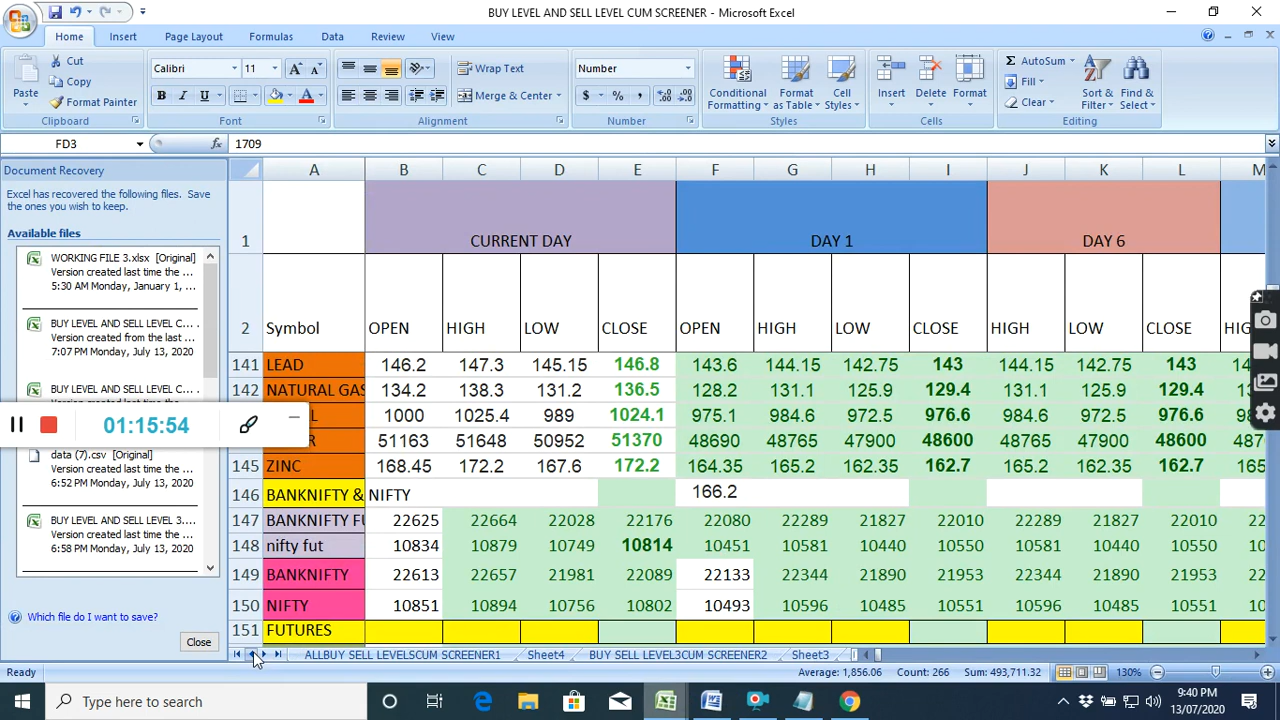 BUY LEVEL AND SELL LEVEL CUM SCREENER - Microsoft Excel
Home Insert Page Layout Formulas Data Review View
Paste Cut Copy Format Painter Clipboard
Calibri 11 B I U A Font
Wrap Text Merge & Center Alignment
Number $ % , Number
Conditional Formatting Format as Table Cell Styles Styles
Insert Delete Format Cells
Σ AutoSum Fill Clear Sort & Filter Find & Select Editing
FD3 fx 1709
Document Recovery
Excel has recovered the following files. Save
the ones you wish to keep.
Available files
WORKING FILE 3.xlsx [Original]
Version created last time the ...
5:30 AM Monday, January 1, ...
BUY LEVEL AND SELL LEVEL C... .
Version created from the last ...
7:07 PM Monday, July 13, 2020
BUY LEVEL AND SELL LEVEL C... .
01:15:54
data (7).csv [Original]
6:52 PM Monday, July 13, 2020
BUY LEVEL AND SELL LEVEL 3....
Version created last time the ...
6:58 PM Monday, July 13, 2020
Which file do I want to save?
Close
A B C D E F G H I J K L M
1 CURRENT DAY DAY 1 DAY 6
2 Symbol OPEN HIGH LOW CLOSE OPEN HIGH LOW CLOSE HIGH LOW CLOSE
141 LEAD 146.2 147.3 145.15 146.8 143.6 144.15 142.75 143 144.15 142.75 143
142 NATURAL GAS 134.2 138.3 131.2 136.5 128.2 131.1 125.9 129.4 131.1 125.9 129.4
1000 1025.4 989 1024.1 975.1 984.6 972.5 976.6 984.6 972.5 976.6
51163 51648 50952 51370 48690 48765 47900 48600 48765 47900 48600
145 ZINC 168.45 172.2 167.6 172.2 164.35 165.2 162.35 162.7 165.2 162.35 162.7
146 BANKNIFTY & NIFTY 166.2
147 BANKNIFTY FU 22625 22664 22028 22176 22080 22289 21827 22010 22289 21827 22010
148 nifty fut 10834 10879 10749 10814 10451 10581 10440 10550 10581 10440 10550
149 BANKNIFTY 22613 22657 21981 22089 22133 22344 21890 21953 22344 21890 21953
150 NIFTY 10851 10894 10756 10802 10493 10596 10485 10551 10596 10485 10551
151 FUTURES
ALLBUY SELL LEVELSCUM SCREENER1 Sheet4 BUY SELL LEVEL3CUM SCREENER2 Sheet3
Ready Average: 1,856.06 Count: 266 Sum: 493,711.32 130%
Type here to search
9:40 PM
13/07/2020